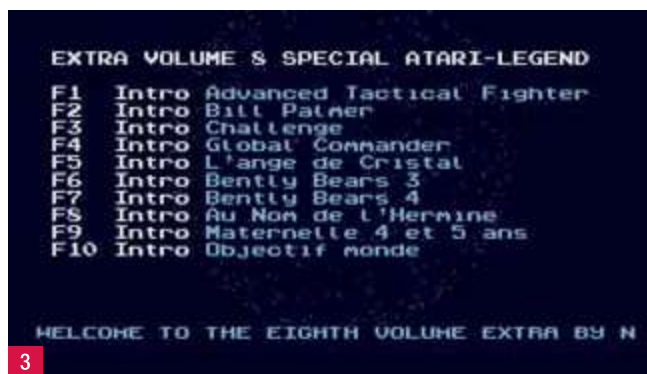 EXTRA VOLUME 8 SPECIAL ATARI-LEGEND
F1 Intro Advanced Tactical Fighter
F2 Intro Bill Palmer
F3 Intro Challenge
F4 Intro Global Commander
F5 Intro L'ange de Cristal
F6 Intro Bently Bears 3
F7 Intro Bently Bears 4
F8 Intro Au Nom de l'Hermine
F9 Intro Maternelle 4 et 5 ans
F10 Intro Objectif monde
WELCOME TO THE EIGHTH VOLUME EXTRA BY N
3